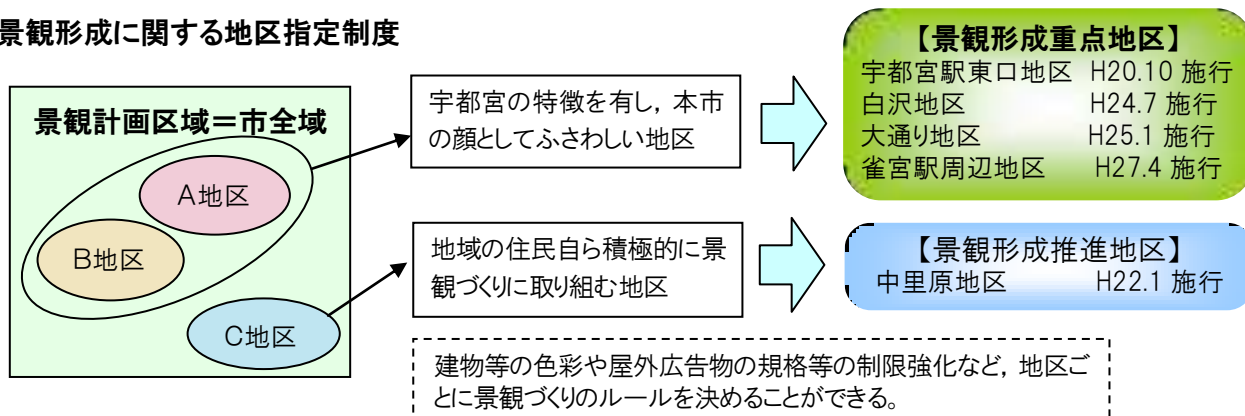 景観形成に関する地区指定制度
景観計画区域＝市全域
A地区
B地区
C地区
宇都宮の特徴を有し，本市
の顔としてふさわしい地区
地域の住民自ら積極的に景
観づくりに取り組む地区
【景観形成重点地区】
宇都宮駅東口地区 H20.10 施行
白沢地区 H24.7 施行
大通り地区 H25.1 施行
雀宮駅周辺地区 H27.4 施行
【景観形成推進地区】
中里原地区 H22.1 施行
建物等の色彩や屋外広告物の規格等の制限強化など，地区ご
とに景観づくりのルールを決めることができる。